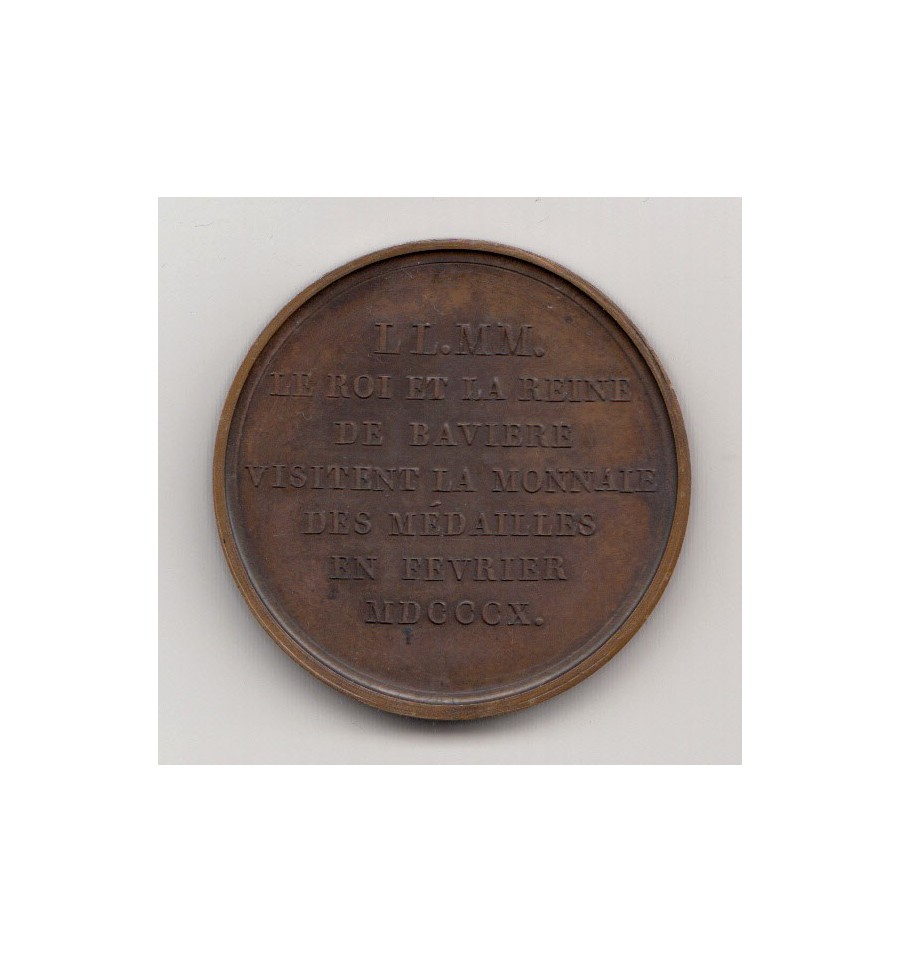 LL.MM.
LE ROI ET LA REINE
DE BAVIERE
VISITENT LA MONNAIE
DES MÉDAILLES
EN FEVRIER
MDCCCX.